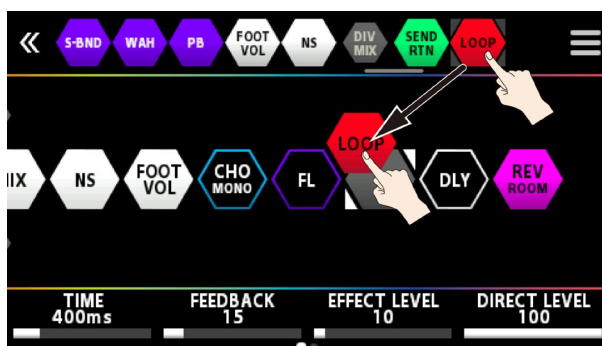 S-BND WAH PB FOOT VOL NS DIV MIX SEND RTN LOOP
IX NS FOOT VOL CHO MONO FL LOOP DLY REV ROOM
TIME FEEDBACK EFFECT LEVEL DIRECT LEVEL
400ms 15 10 100